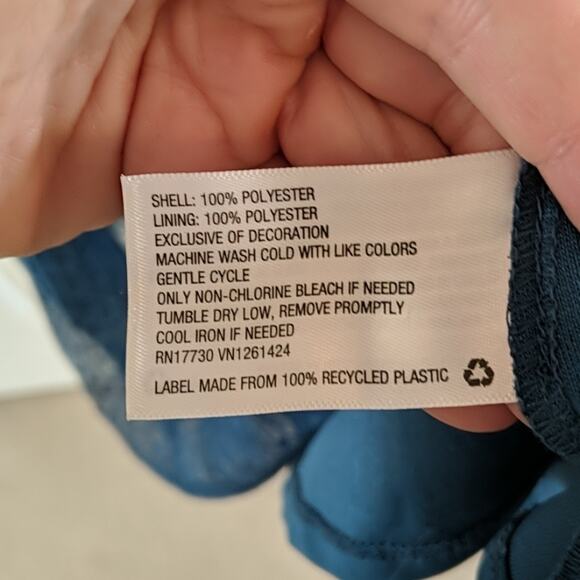 SHELL: 100% POLYESTER
LINING: 100% POLYESTER
EXCLUSIVE OF DECORATION
MACHINE WASH COLD WITH LIKE COLORS
GENTLE CYCLE
ONLY NON-CHLORINE BLEACH IF NEEDED
TUMBLE DRY LOW, REMOVE PROMPTLY
COOL IRON IF NEEDED
RN17730 VN1261424
LABEL MADE FROM 100% RECYCLED PLASTIC